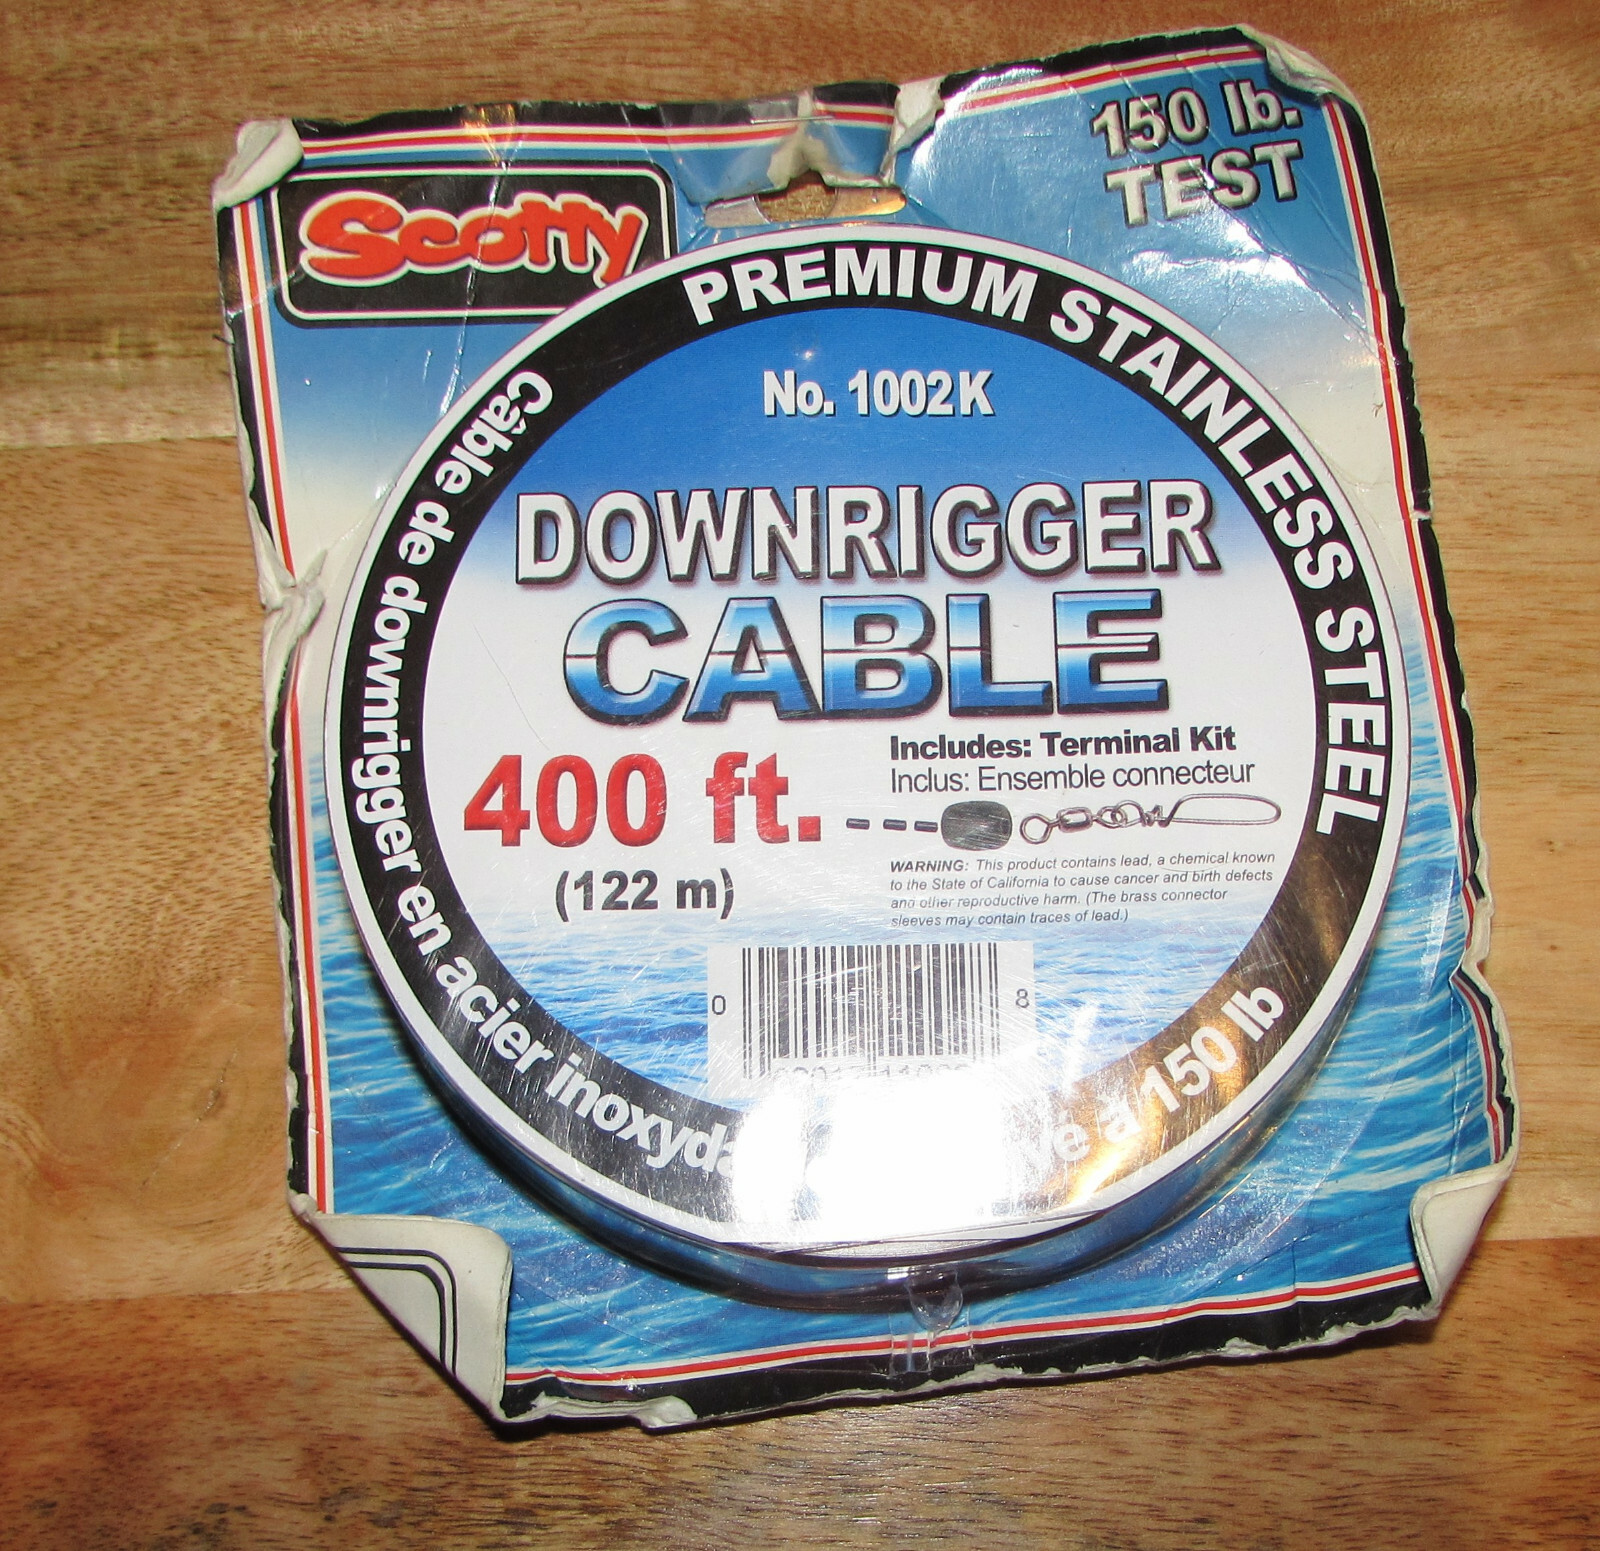 Scotty
150 lb.
TEST
PREMIUM STAINLESS STEEL
No. 1002K
DOWNRIGGER
CABLE
400 ft.
(122 m)
Includes: Terminal Kit
Inclus: Ensemble connecteur
WARNING: This product contains lead, a chemical known
to the State of California to cause cancer and birth defects
and other reproductive harm. (The brass connector
sleeves may contain traces of lead.)
0 8
Câble de downrigger en acier à 150 lb